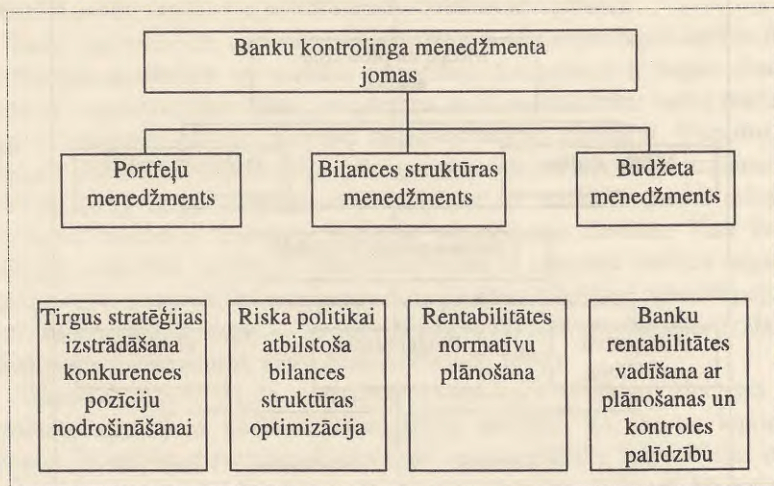 Banku kontrolinga menedžmenta
jomas
Portfeļu
menedžments
Bilances struktūras
menedžments
Budžeta
menedžments
Tirgus stratēģijas
izstrādāšana
konkurences
pozīciju
nodrošināšanai
Riska politikai
atbilstoša
bilances
struktūras
optimizācija
Rentabilitātes
normatīvu
plānošana
Banku
rentabilitātes
vadīšana ar
plānošanas un
kontroles
palīdzību